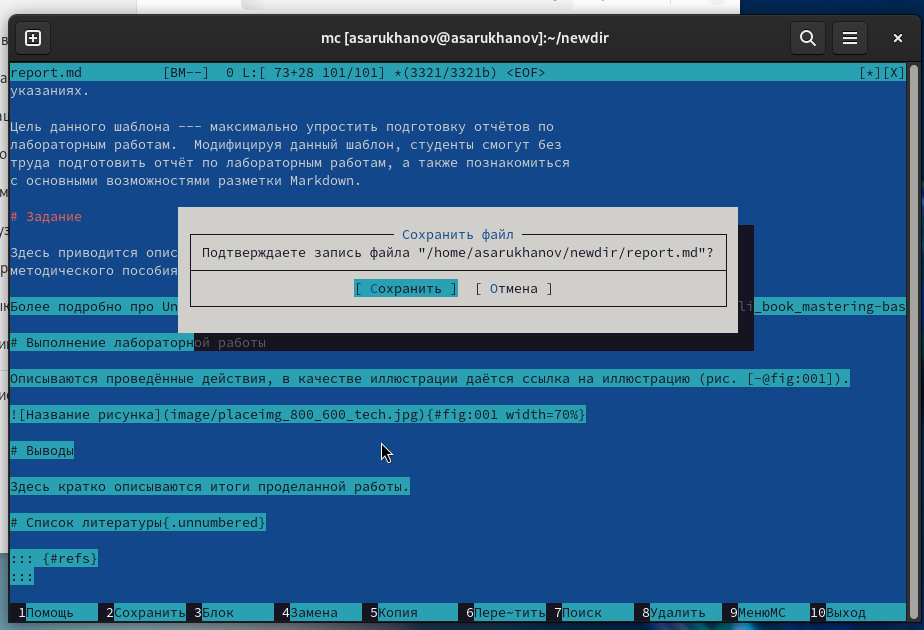 mc [asarukhanov@asarukhanov]:~/newdir
report.md [BM--] 0 L:[ 73+28 101/101] *(3321/3321b) <EOF> [*][X]
указаниях.
Цель данного шаблона --- максимально упростить подготовку отчётов по
лабораторным работам. Модифицируя данный шаблон, студенты смогут без
труда подготовить отчёт по лабораторным работам, а также познакомиться
с основными возможностями разметки Markdown.
# Задание
Здесь приводится опис
методического пособия
Сохранить файл
Подтверждаете запись файла "/home/asarukhanov/newdir/report.md"?
[ Сохранить ] [ Отмена ]
Более подробно про Un li_book_mastering-bas
# Выполнение лабораторной работы
Описываются проведённые действия, в качестве иллюстрации даётся ссылка на иллюстрацию (рис. [-@fig:001]).
![Название рисунка](image/placeimg_800_600_tech.jpg){#fig:001 width=70%}
# Выводы
Здесь кратко описываются итоги проделанной работы.
# Список литературы{.unnumbered}
::: {#refs}
:::
1Помощь 2Сохранить 3Блок 4Замена 5Копия 6Пере~тить 7Поиск 8Удалить 9МенюMC 10Выход